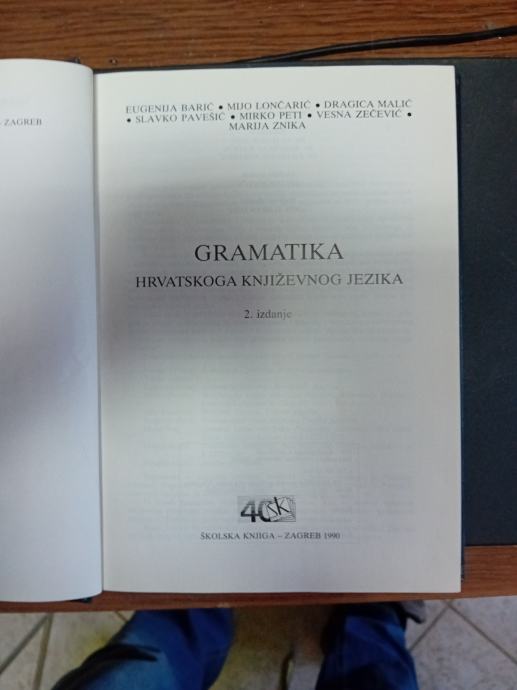 – ZAGREB
EUGENIJA BARIĆ • MIJO LONČARIĆ • DRAGICA MALIĆ
• SLAVKO PAVEŠIĆ • MIRKO PETI • VESNA ZEČEVIĆ •
MARIJA ZNIKA
GRAMATIKA
HRVATSKOGA KNJIŽEVNOG JEZIKA
2. izdanje
40 ŠK
ŠKOLSKA KNJIGA – ZAGREB 1990